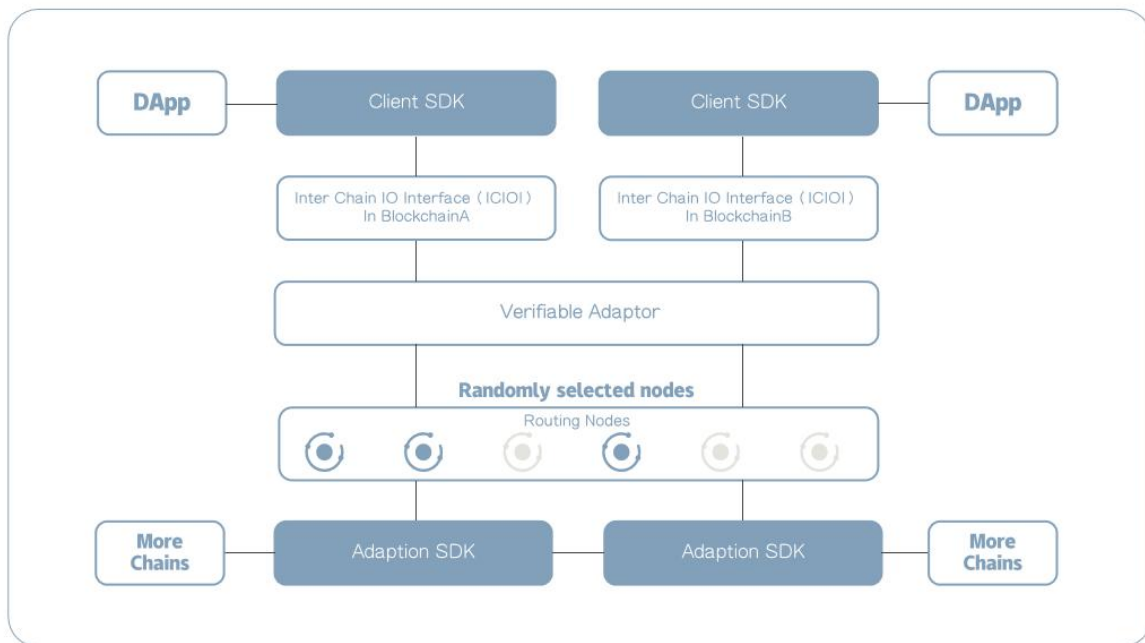 DApp
Client SDK
Client SDK
DApp
Inter Chain IO Interface (ICIOI)
In BlockchainA
Inter Chain IO Interface (ICIOI)
In BlockchainB
Verifiable Adaptor
Randomly selected nodes
Routing Nodes
More
Chains
Adaption SDK
Adaption SDK
More
Chains